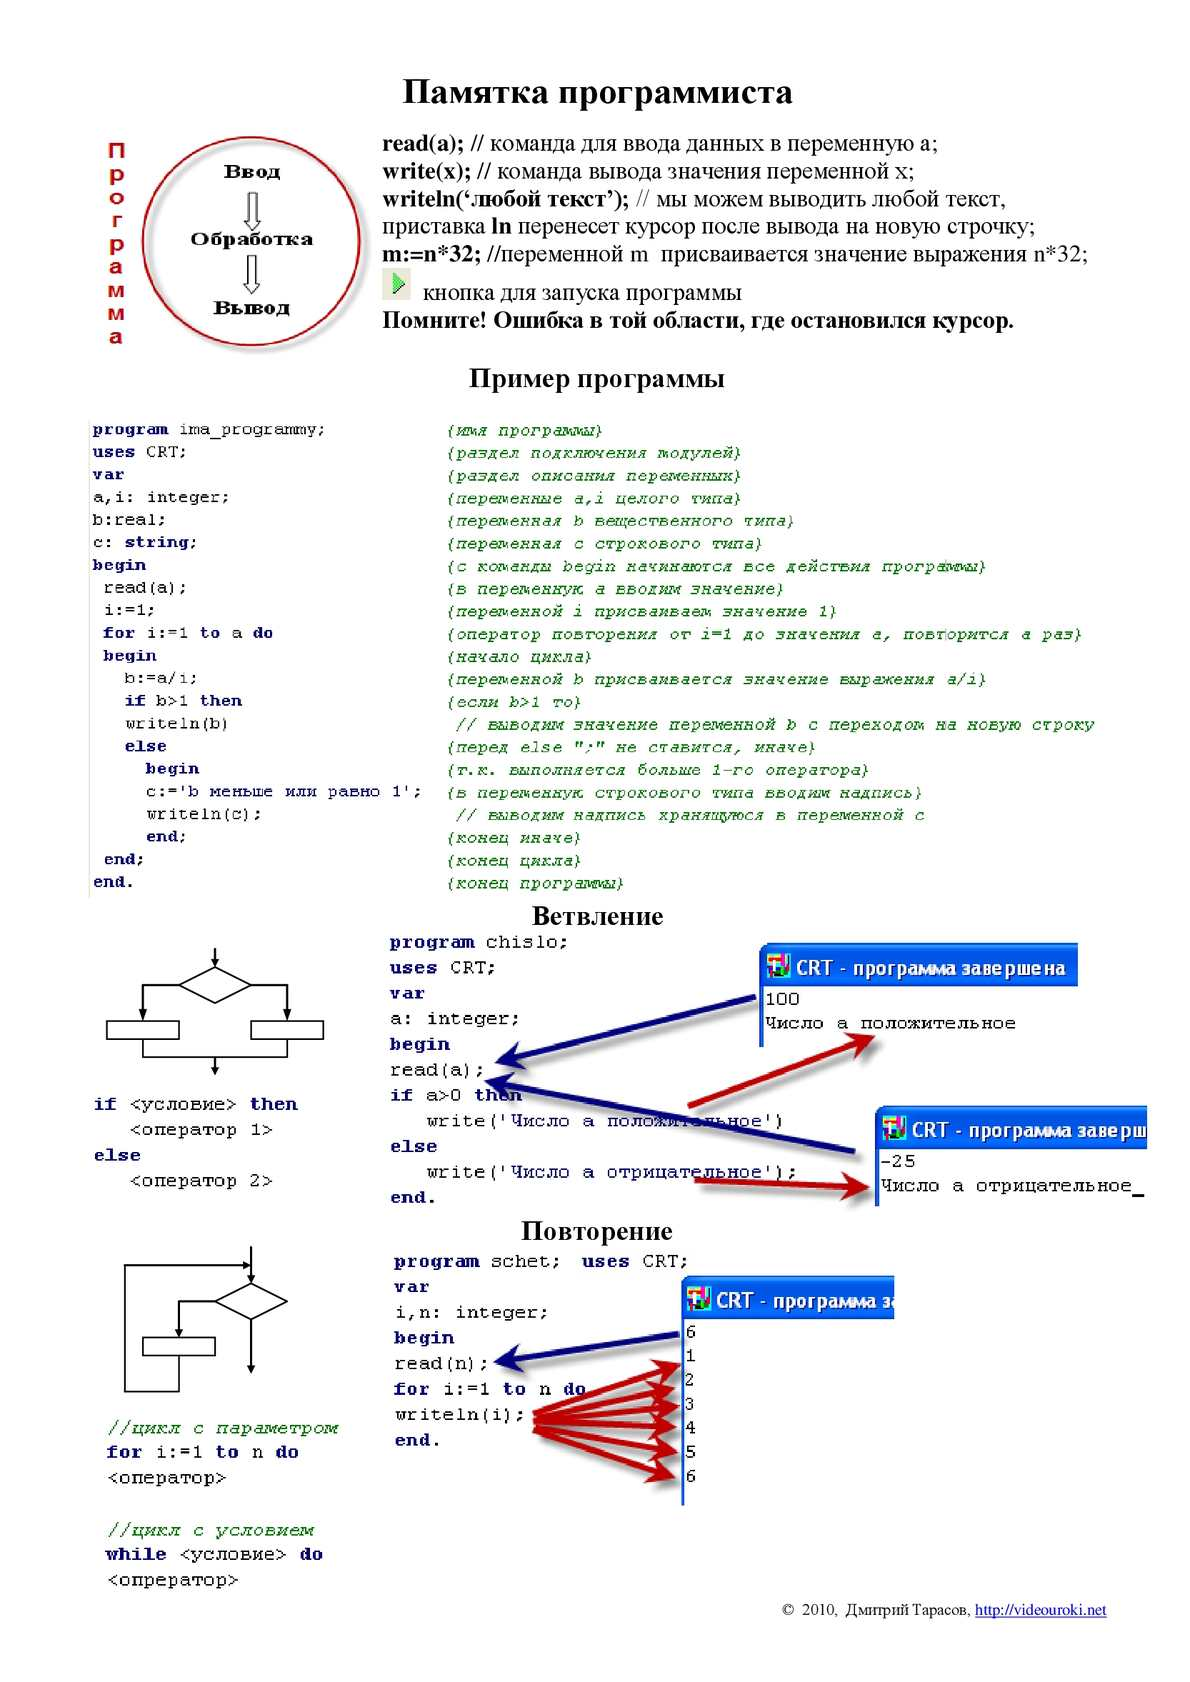 Памятка программиста
Программа
Ввод
Обработка
Вывод
read(a); // команда для ввода данных в переменную a;
write(x); // команда вывода значения переменной x;
writeln(‘любой текст’); // мы можем выводить любой текст,
приставка ln перенесет курсор после вывода на новую строчку;
m:=n*32; //переменной m присваивается значение выражения n*32;
кнопка для запуска программы
Помните! Ошибка в той области, где остановился курсор.
Пример программы
program ima_programmy; {имя программы}
uses CRT; {раздел подключения модулей}
var {раздел описания переменных}
a,i: integer; {переменные a,i целого типа}
b:real; {переменная b вещественного типа}
c: string; {переменная c строкового типа}
begin {с команды begin начинаются все действия программы}
read(a); {в переменную а вводим значение}
i:=1; {переменной i присваиваем значение 1}
for i:=1 to a do {оператор повторения от i=1 до значения a, повторится a раз}
begin {начало цикла}
b:=a/i; {переменной b присваивается значение выражения a/i}
if b>1 then {если b>1 то}
writeln(b) // выводим значение переменной b с переходом на новую строку
else {перед else ";" не ставится, иначе}
begin {т.к. выполняется больше 1-го оператора}
c:='b меньше или равно 1'; {в переменную строкового типа вводим надпись}
writeln(c); // выводим надпись хранящуюся в переменной c
end; {конец иначе}
end; {конец цикла}
end. {конец программы}
Ветвление
if <условие> then
<оператор 1>
else
<оператор 2>
program chislo;
uses CRT;
var
a: integer;
begin
read(a);
if a>0 then
write('Число a положительное')
else
write('Число a отрицательное');
end.
CRT - программа завершена
100
Число a положительное
CRT - программа заверш
-25
Число a отрицательное_
Повторение
//цикл с параметром
for i:=1 to n do
<оператор>
//цикл с условием
while <условие> do
<опрератор>
program schet; uses CRT;
var
i,n: integer;
begin
read(n);
for i:=1 to n do
writeln(i);
end.
CRT - программа за
6
1
2
3
4
5
6
© 2010, Дмитрий Тарасов, http://videouroki.net